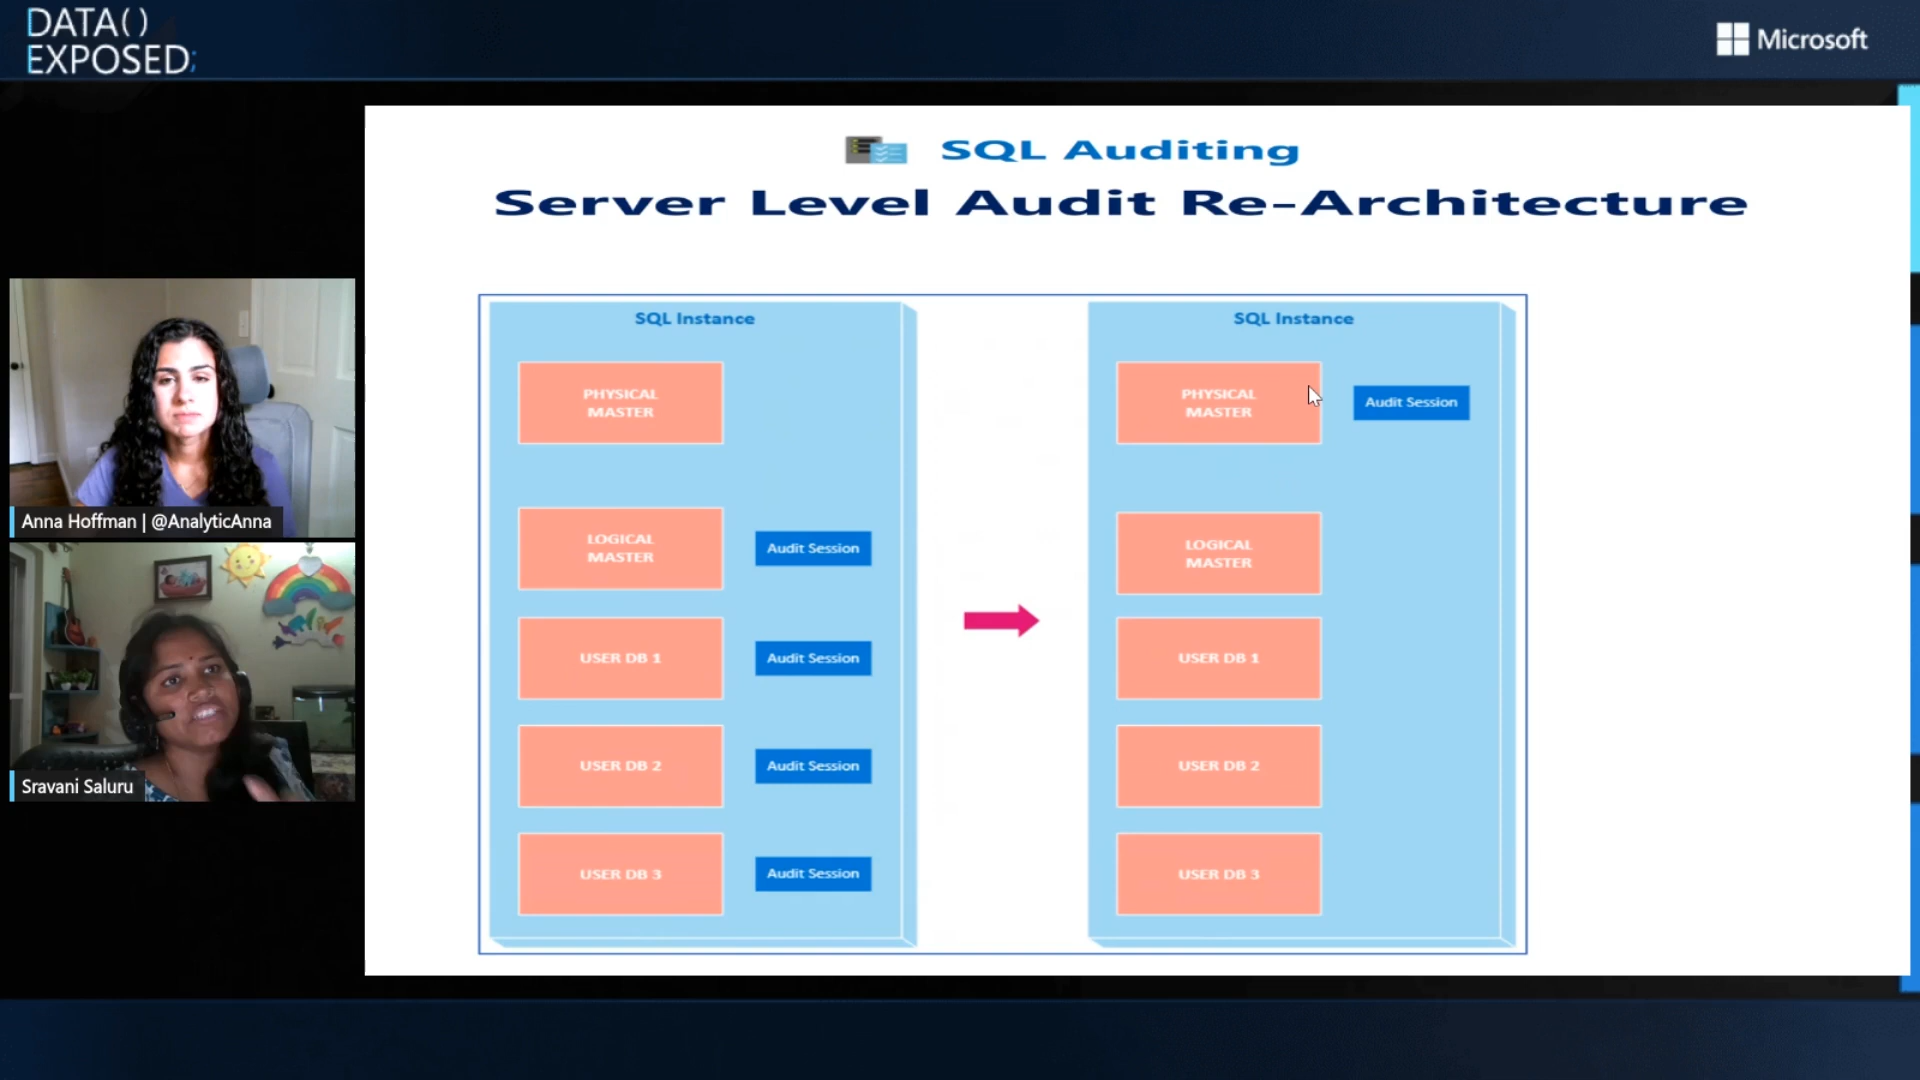 DATA()
EXPOSED;
Microsoft
SQL Auditing
Server Level Audit Re-Architecture
SQL Instance
PHYSICAL
MASTER
LOGICAL
MASTER
Audit Session
USER DB 1
Audit Session
USER DB 2
Audit Session
USER DB 3
Audit Session
SQL Instance
PHYSICAL
MASTER
Audit Session
LOGICAL
MASTER
USER DB 1
USER DB 2
USER DB 3
Anna Hoffman | @AnalyticAnna
Sravani Saluru